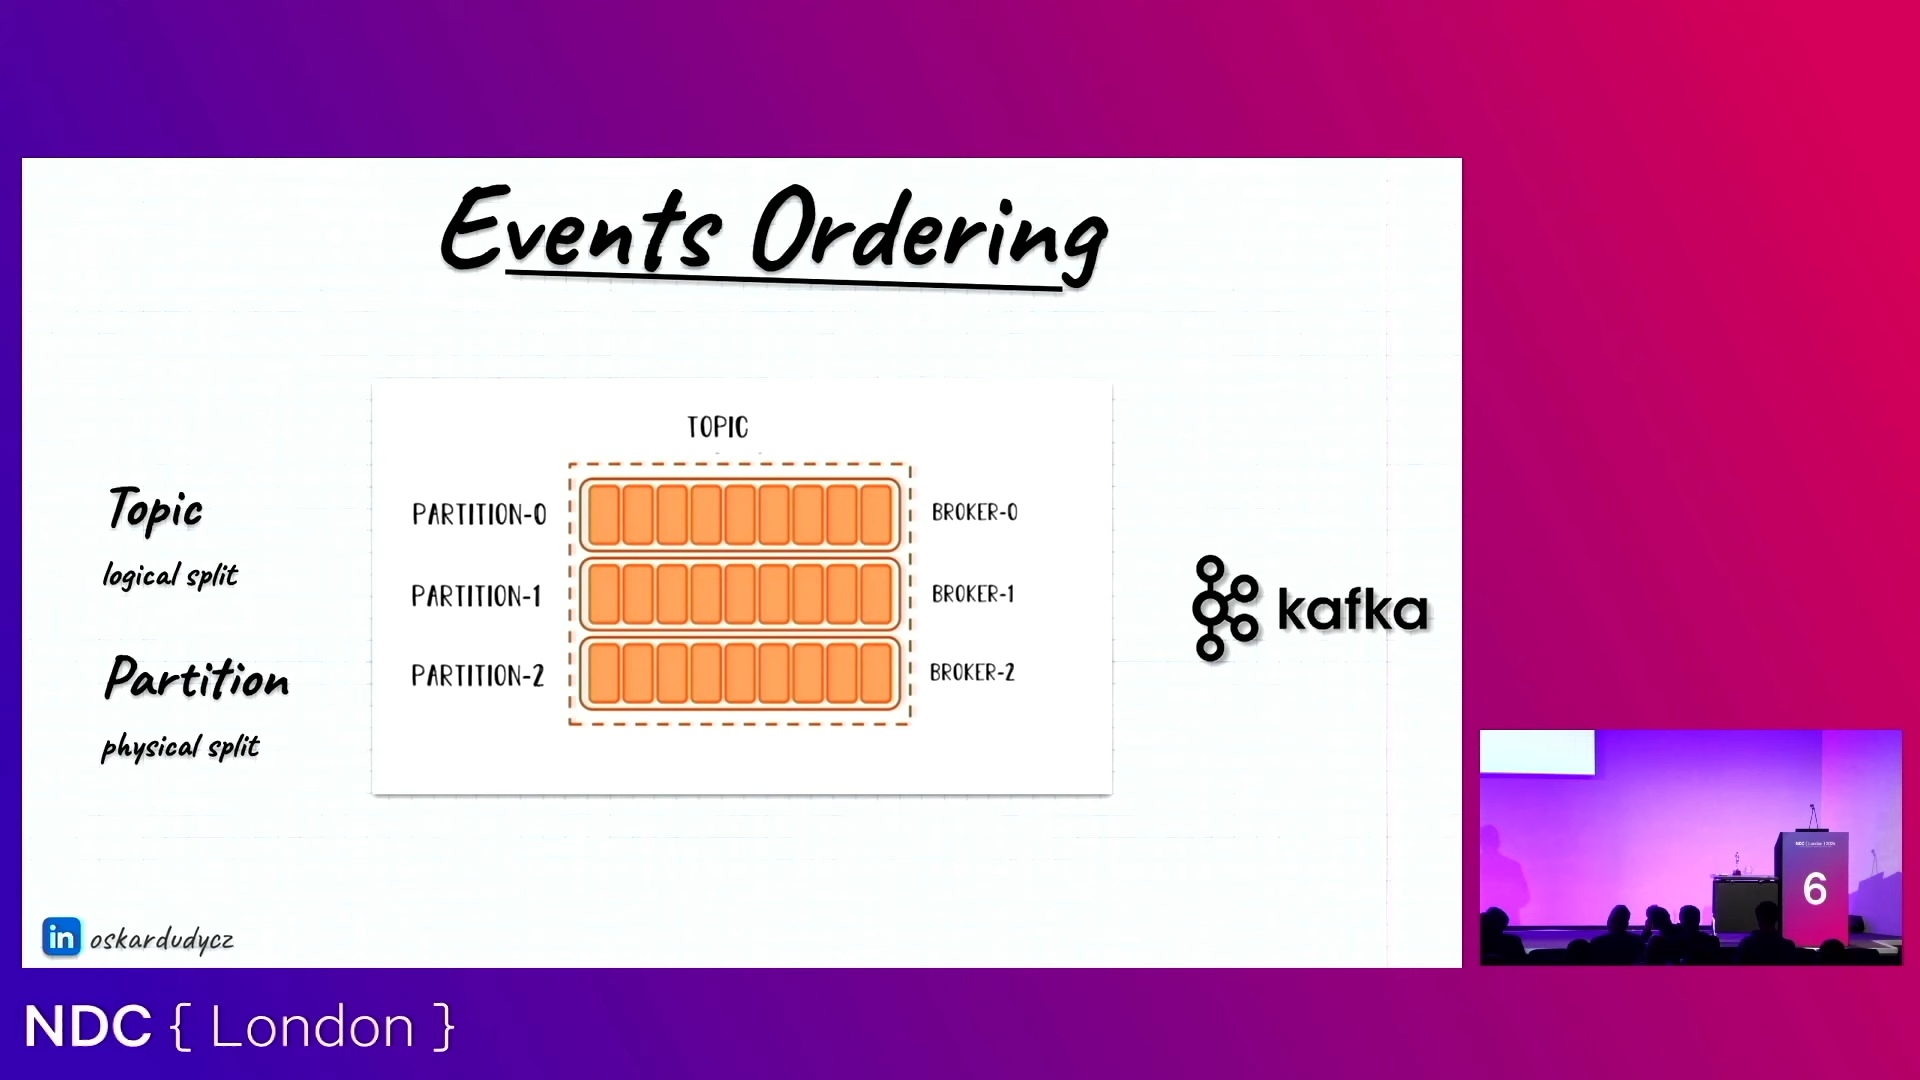 Events Ordering
TOPIC
PARTITION-0
BROKER-0
PARTITION-1
BROKER-1
PARTITION-2
BROKER-2
Topic
logical split
Partition
physical split
kafka
in oskardudycz
6
NDC { London }